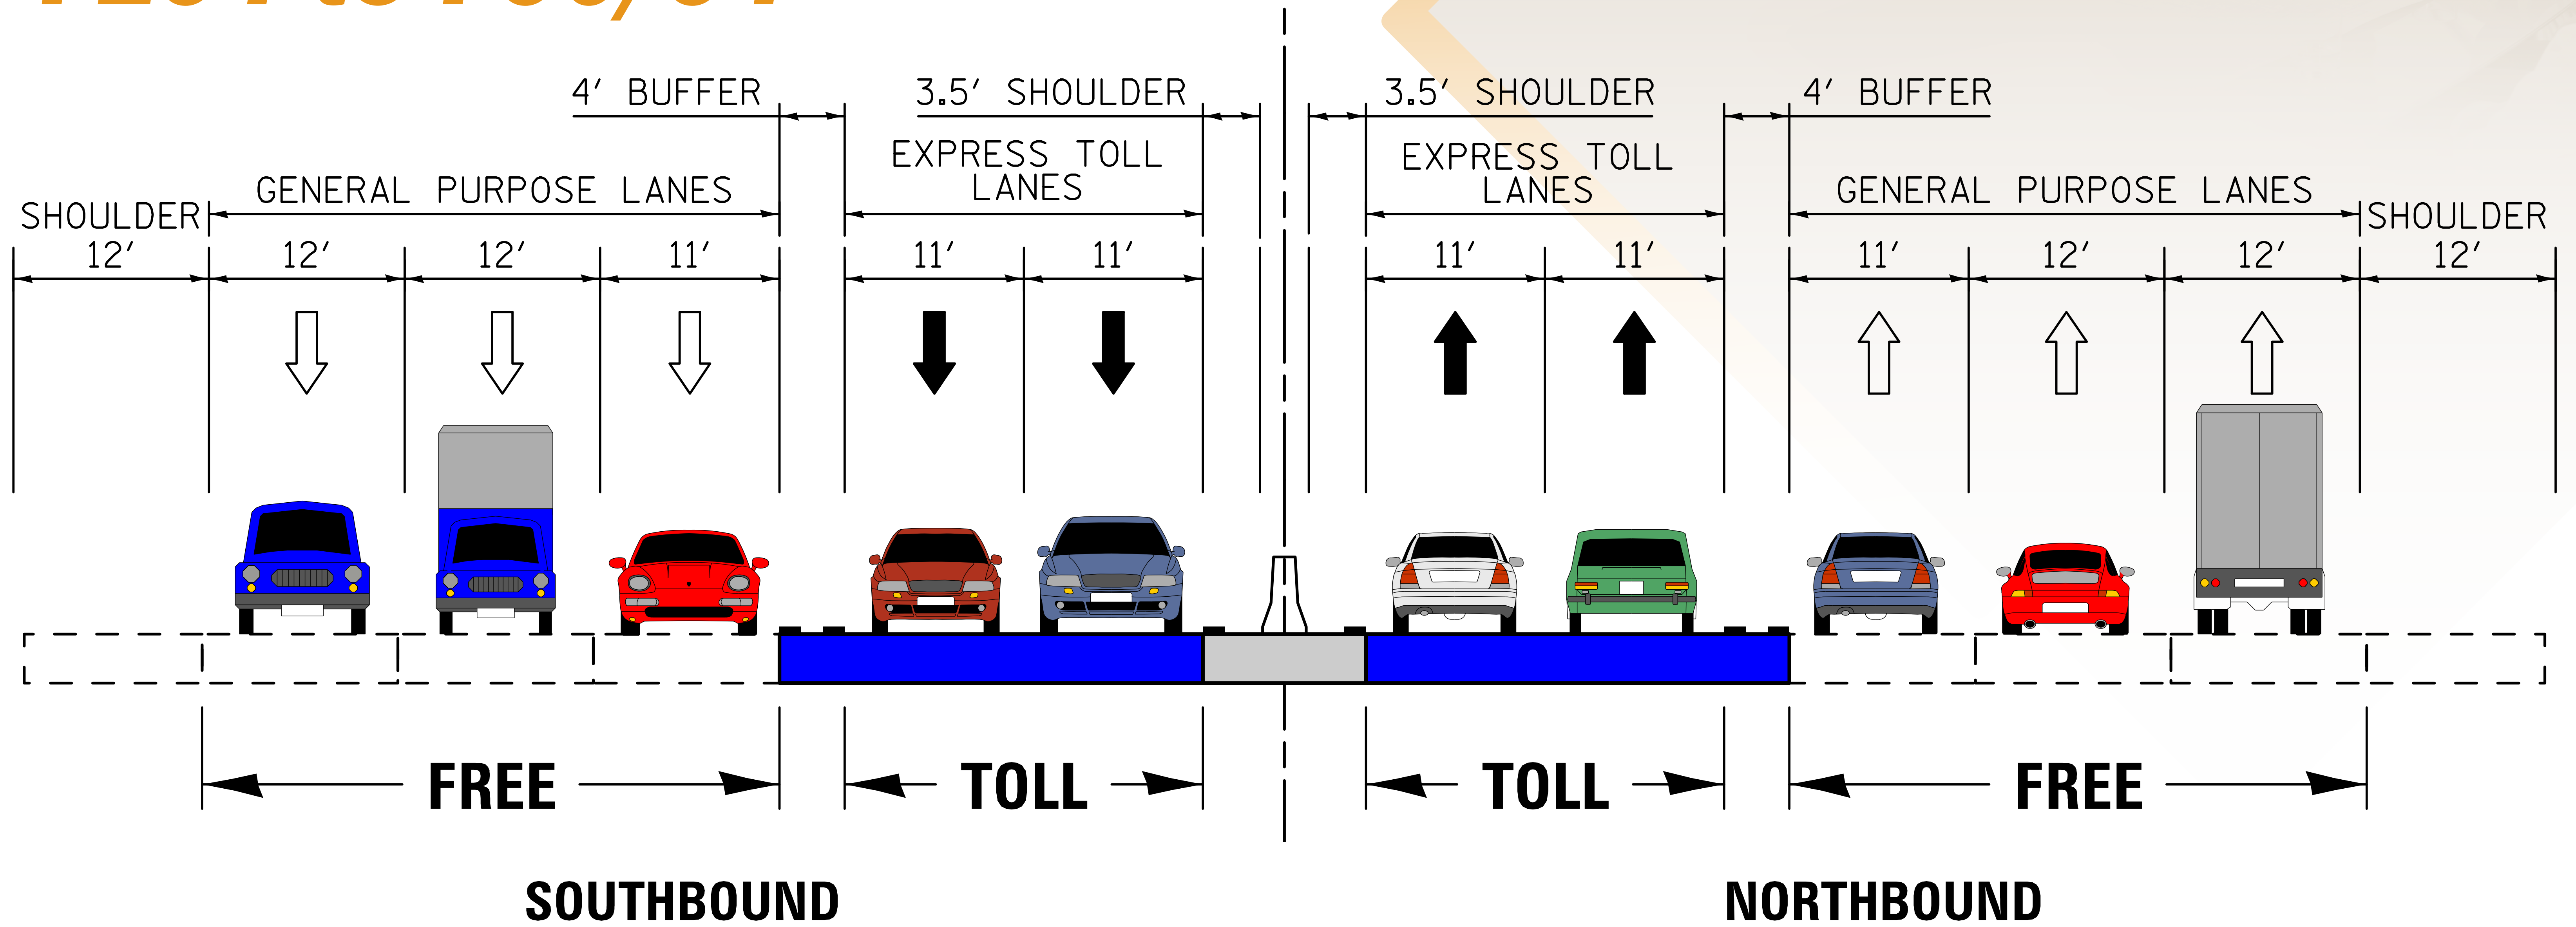 4' BUFFER 3.5' SHOULDER 3.5' SHOULDER 4' BUFFER
EXPRESS TOLL EXPRESS TOLL
SHOULDER GENERAL PURPOSE LANES LANES LANES GENERAL PURPOSE LANES SHOULDER
12' 12' 12' 11' 11' 11' 11' 11' 11' 12' 12' 12'
FREE TOLL TOLL FREE
SOUTHBOUND NORTHBOUND